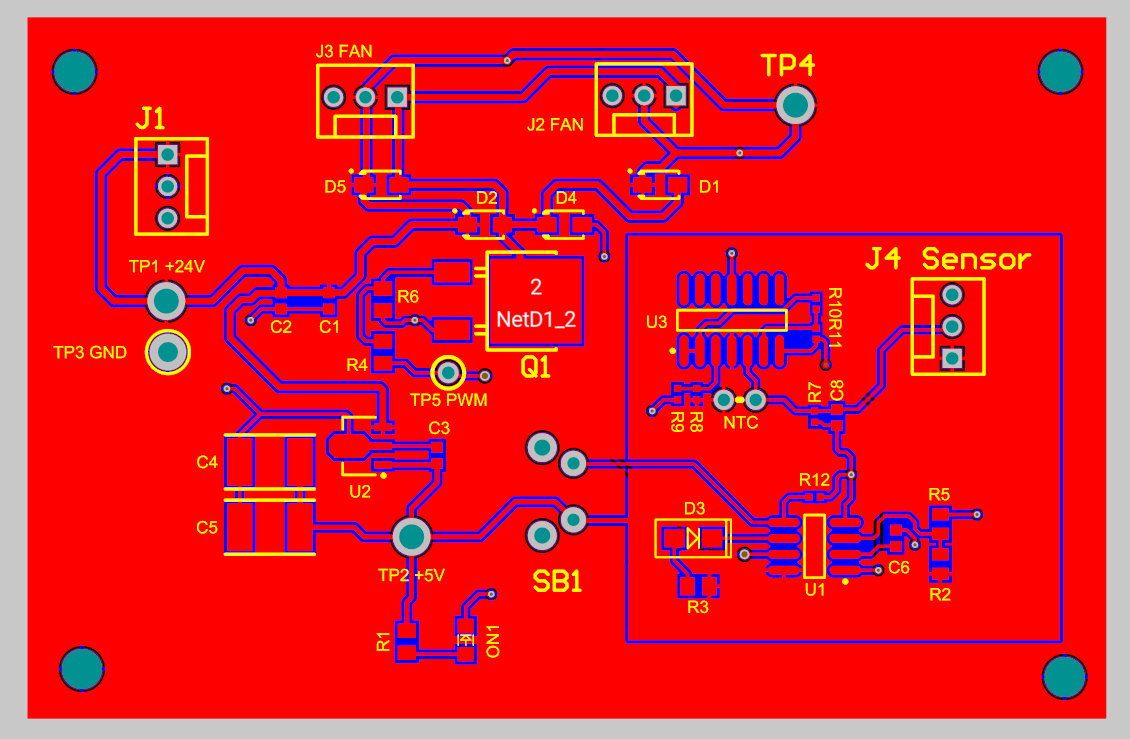 J3 FAN
TP4
J1
J2 FAN
D5
D1
D2
D4
TP1 +24V
J4 Sensor
2
NetD1_2
R6
C2
C1
U3
R10
R11
TP3 GND
R4
Q1
TP5 PWM
R7
C8
R9
R8
NTC
C3
C4
U2
R12
R5
D3
C5
C6
TP2 +5V
SB1
U1
R2
R3
R1
ON1